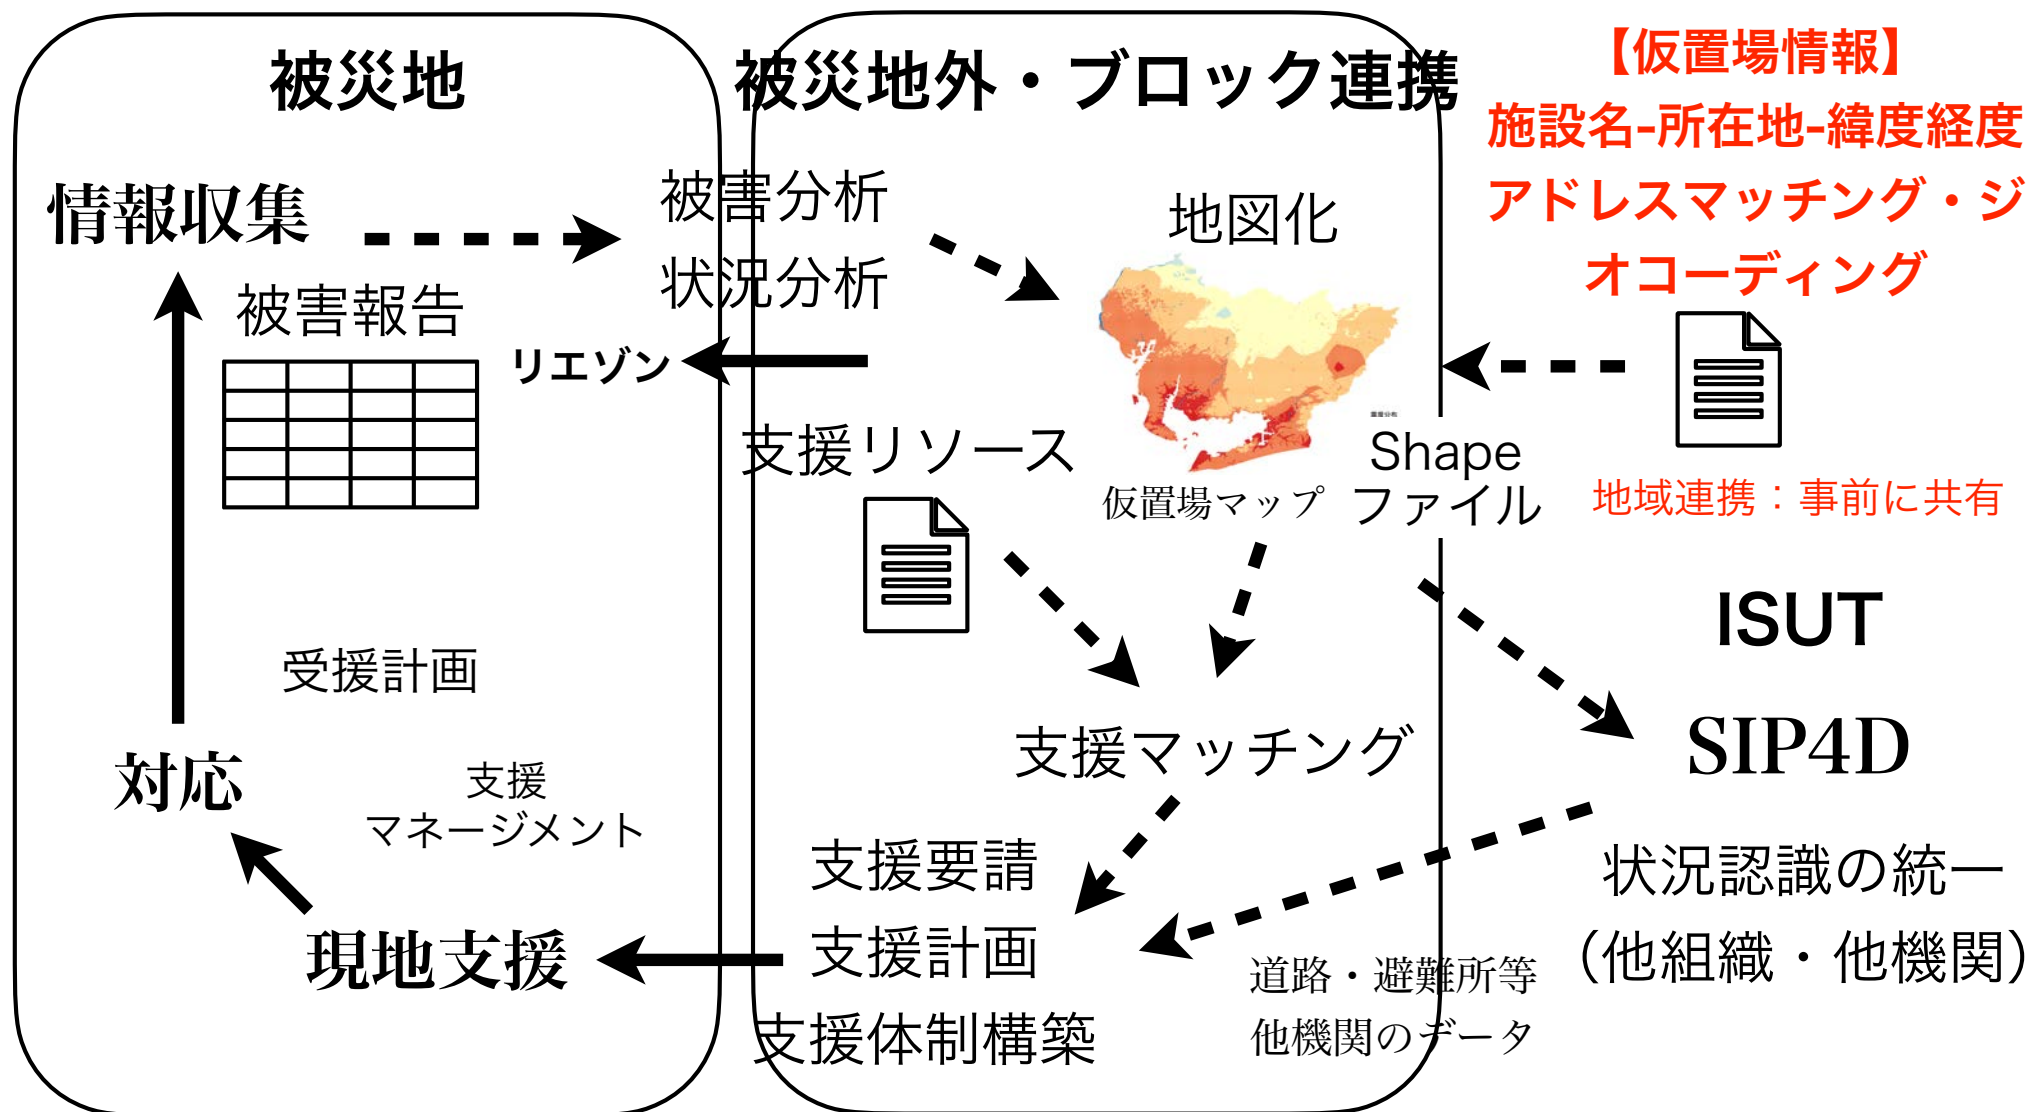 被災地
情報収集
被害報告
リエゾン
受援計画
対応
支援
マネージメント
現地支援
被災地外・ブロック連携
被害分析
状況分析
地図化
支援リソース
仮置場マップ
Shape
ファイル
支援マッチング
支援要請
支援計画
支援体制構築
道路・避難所等
他機関のデータ
【仮置場情報】
施設名-所在地-緯度経度
アドレスマッチング・ジ
オコーディング
地域連携：事前に共有
ISUT
SIP4D
状況認識の統一
（他組織・他機関）